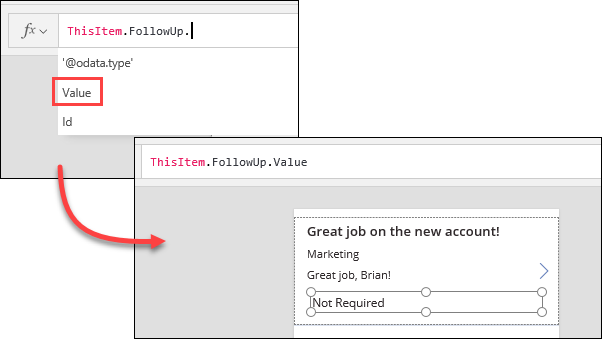 fx
ThisItem.FollowUp.
'@odata.type'
Value
Id
ThisItem.FollowUp.Value
Great job on the new account!
Marketing
Great job, Brian!
Not Required